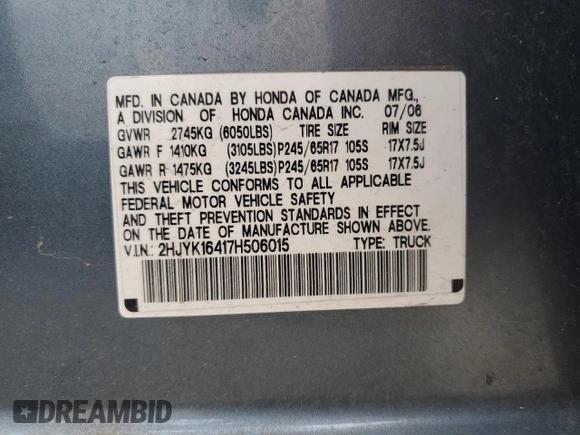 MFD. IN CANADA BY HONDA OF CANADA MFG.,
A DIVISION OF HONDA CANADA INC. 07/06
GVWR 2745KG (6050LBS) TIRE SIZE RIM SIZE
GAWR F 1410KG (3105LBS)P245/65R17 105S 17X7.5J
GAWR R 1475KG (3245LBS)P245/65R17 105S 17X7.5J
THIS VEHICLE CONFORMS TO ALL APPLICABLE
FEDERAL MOTOR VEHICLE SAFETY
AND THEFT PREVENTION STANDARDS IN EFFECT
ON THE DATE OF MANUFACTURE SHOWN ABOVE.
V.I.N.: 2HJYK16417H506015 TYPE: TRUCK
DREAMBID